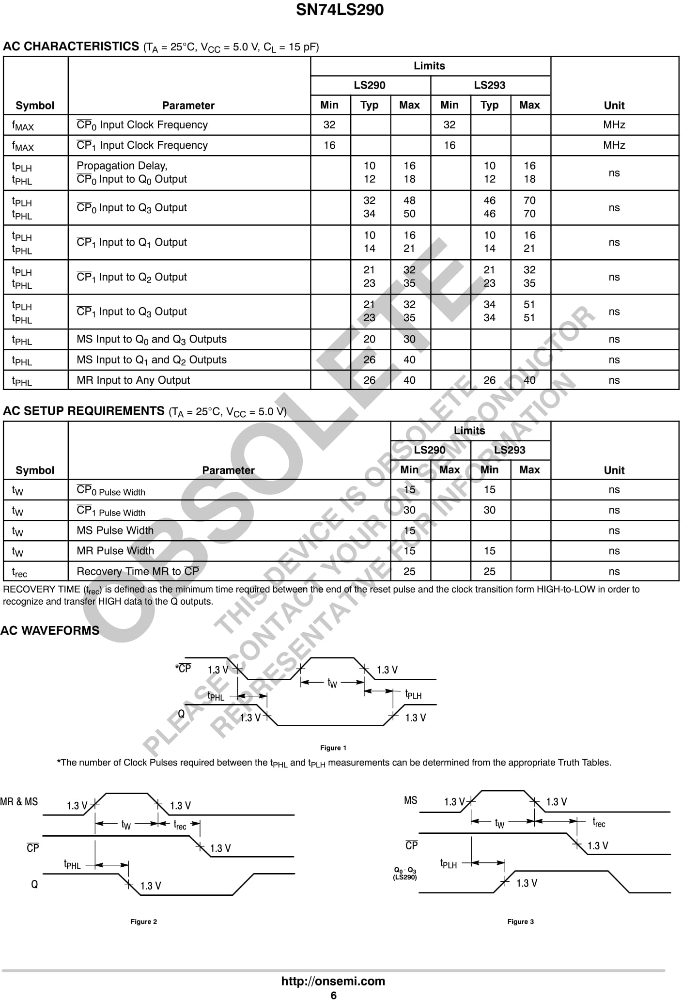 SN74LS290
AC CHARACTERISTICS (TA = 25°C, VCC = 5.0 V, CL = 15 pF)
Limits
LS290 LS293
Symbol Parameter Min Typ Max Min Typ Max Unit
fMAX CP0 Input Clock Frequency 32 32 MHz
fMAX CP1 Input Clock Frequency 16 16 MHz
tPLH Propagation Delay, 10 16 10 16
tPHL CP0 Input to Q0 Output 12 18 12 18 ns
tPLH 32 48 46 70
tPHL CP0 Input to Q3 Output 34 50 46 70 ns
tPLH 10 16 10 16
tPHL CP1 Input to Q1 Output 14 21 14 21 ns
tPLH 21 32 21 32
tPHL CP1 Input to Q2 Output 23 35 23 35 ns
tPLH 21 32 34 51
tPHL CP1 Input to Q3 Output 23 35 34 51 ns
tPHL MS Input to Q0 and Q3 Outputs 20 30 ns
tPHL MS Input to Q1 and Q2 Outputs 26 40 ns
tPHL MR Input to Any Output 26 40 26 40 ns
AC SETUP REQUIREMENTS (TA = 25°C, VCC = 5.0 V)
Limits
LS290 LS293
Symbol Parameter Min Max Min Max Unit
tW CP0 Pulse Width 15 15 ns
tW CP1 Pulse Width 30 30 ns
tW MS Pulse Width 15 ns
tW MR Pulse Width 15 15 ns
trec Recovery Time MR to CP 25 25 ns
RECOVERY TIME (trec) is defined as the minimum time required between the end of the reset pulse and the clock transition form HIGH-to-LOW in order to
recognize and transfer HIGH data to the Q outputs.
OBSOLETE
THIS DEVICE IS OBSOLETE
PLEASE CONTACT YOUR ON SEMICONDUCTOR
REPRESENTATIVE FOR INFORMATION
AC WAVEFORMS
*CP 1.3 V 1.3 V
tW
tPHL tPLH
Q 1.3 V 1.3 V
Figure 1
*The number of Clock Pulses required between the tPHL and tPLH measurements can be determined from the appropriate Truth Tables.
MR & MS 1.3 V 1.3 V
tW trec
CP 1.3 V
tPHL
Q 1.3 V
Figure 2
MS 1.3 V 1.3 V
tW trec
CP 1.3 V
tPLH
Q0 · Q3
(LS290) 1.3 V
Figure 3
http://onsemi.com
6